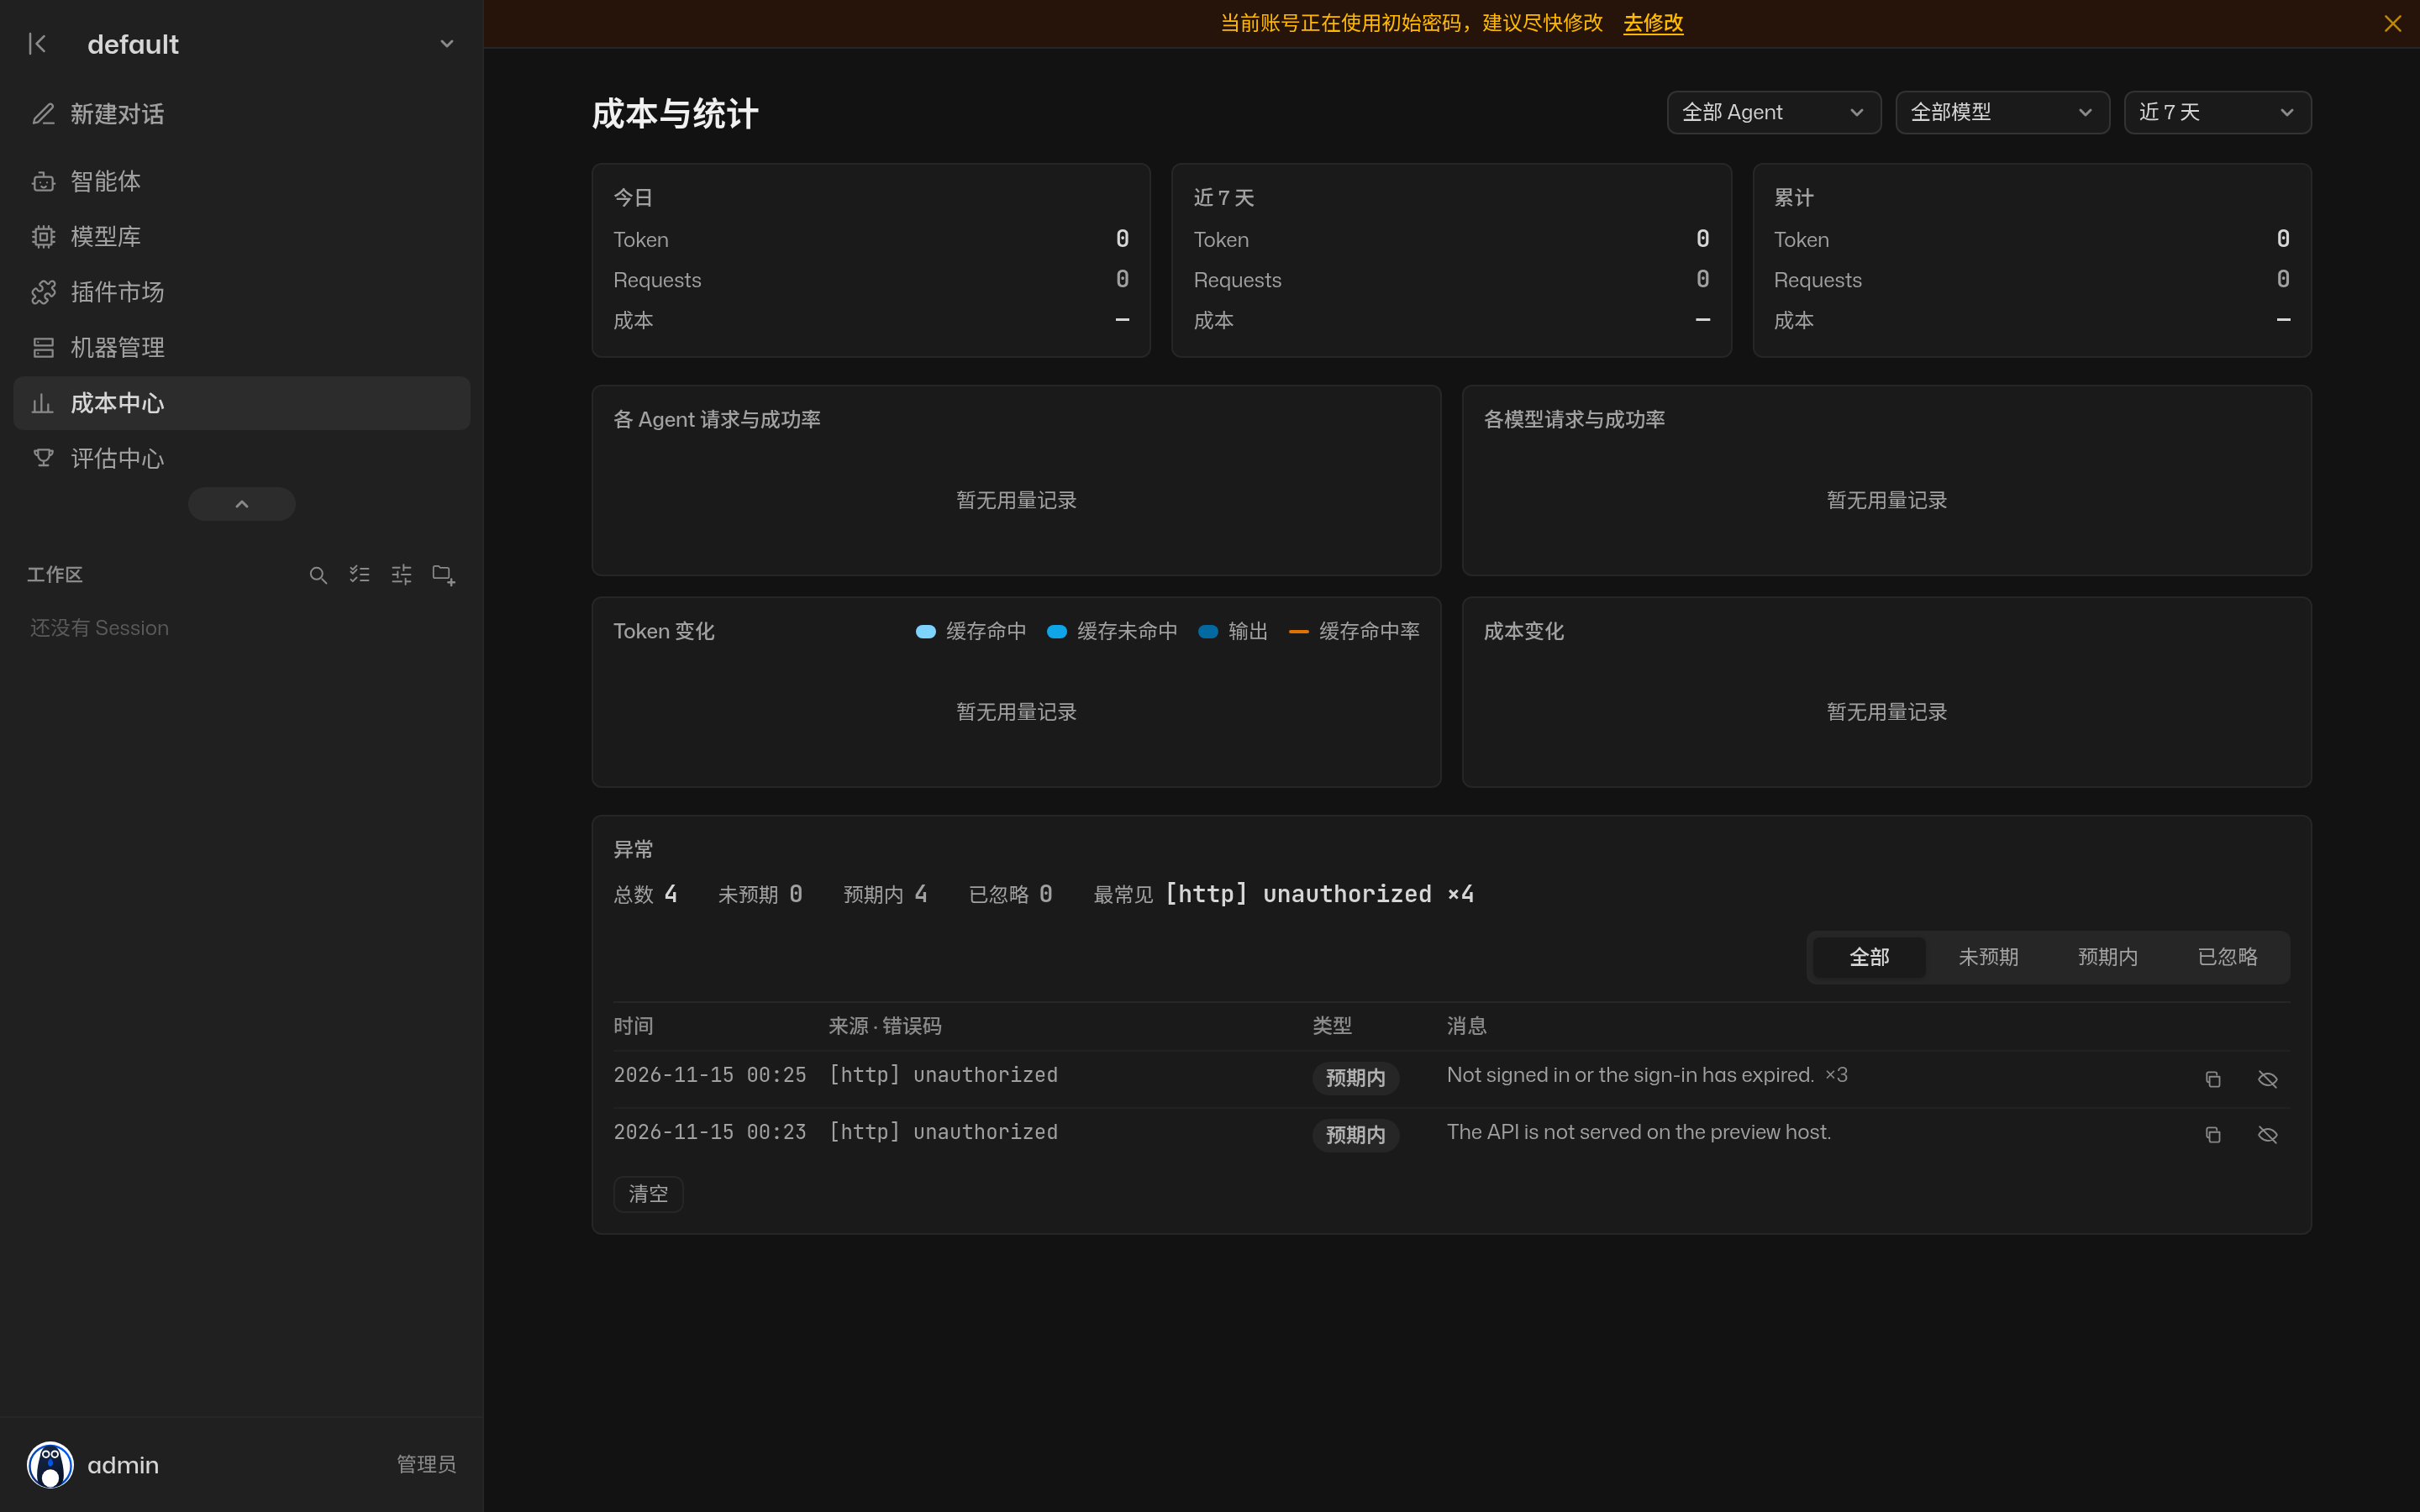 default
新建对话
智能体
模型库
插件市场
机器管理
成本中心
评估中心
工作区
还没有 Session
admin 管理员
当前账号正在使用初始密码，建议尽快修改 去修改
成本与统计
全部 Agent 全部模型 近 7 天
今日
Token 0
Requests 0
成本 —
近 7 天
Token 0
Requests 0
成本 —
累计
Token 0
Requests 0
成本 —
各 Agent 请求与成功率
暂无用量记录
各模型请求与成功率
暂无用量记录
Token 变化 缓存命中 缓存未命中 输出 缓存命中率
暂无用量记录
成本变化
暂无用量记录
异常
总数 4 未预期 0 预期内 4 已忽略 0 最常见 [http] unauthorized ×4
全部 未预期 预期内 已忽略
时间 来源 · 错误码 类型 消息
2026-11-15 00:25 [http] unauthorized 预期内 Not signed in or the sign-in has expired. ×3
2026-11-15 00:23 [http] unauthorized 预期内 The API is not served on the preview host.
清空